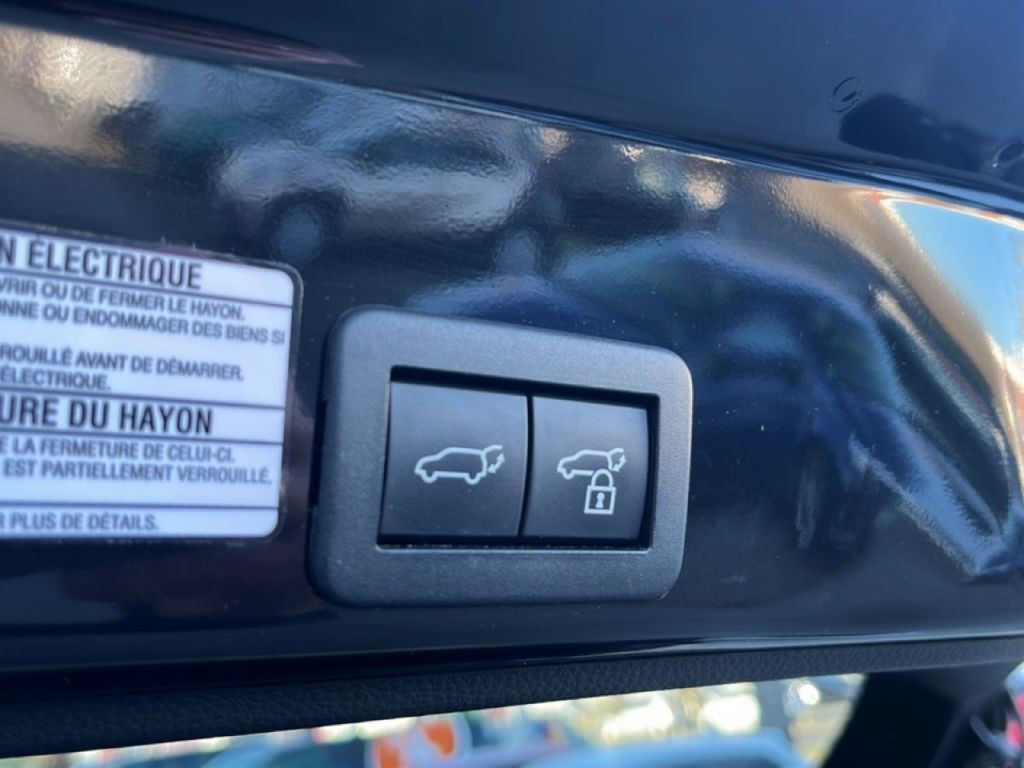 N ÉLECTRIQUE
VRIR OU DE FERMER LE HAYON.
ONNE OU ENDOMMAGER DES BIENS SI
ROUILLÉ AVANT DE DÉMARRER.
ÉLECTRIQUE.
URE DU HAYON
E LA FERMETURE DE CELUI-CI.
EST PARTIELLEMENT VERROUILLÉ,
R PLUS DE DÉTAILS.